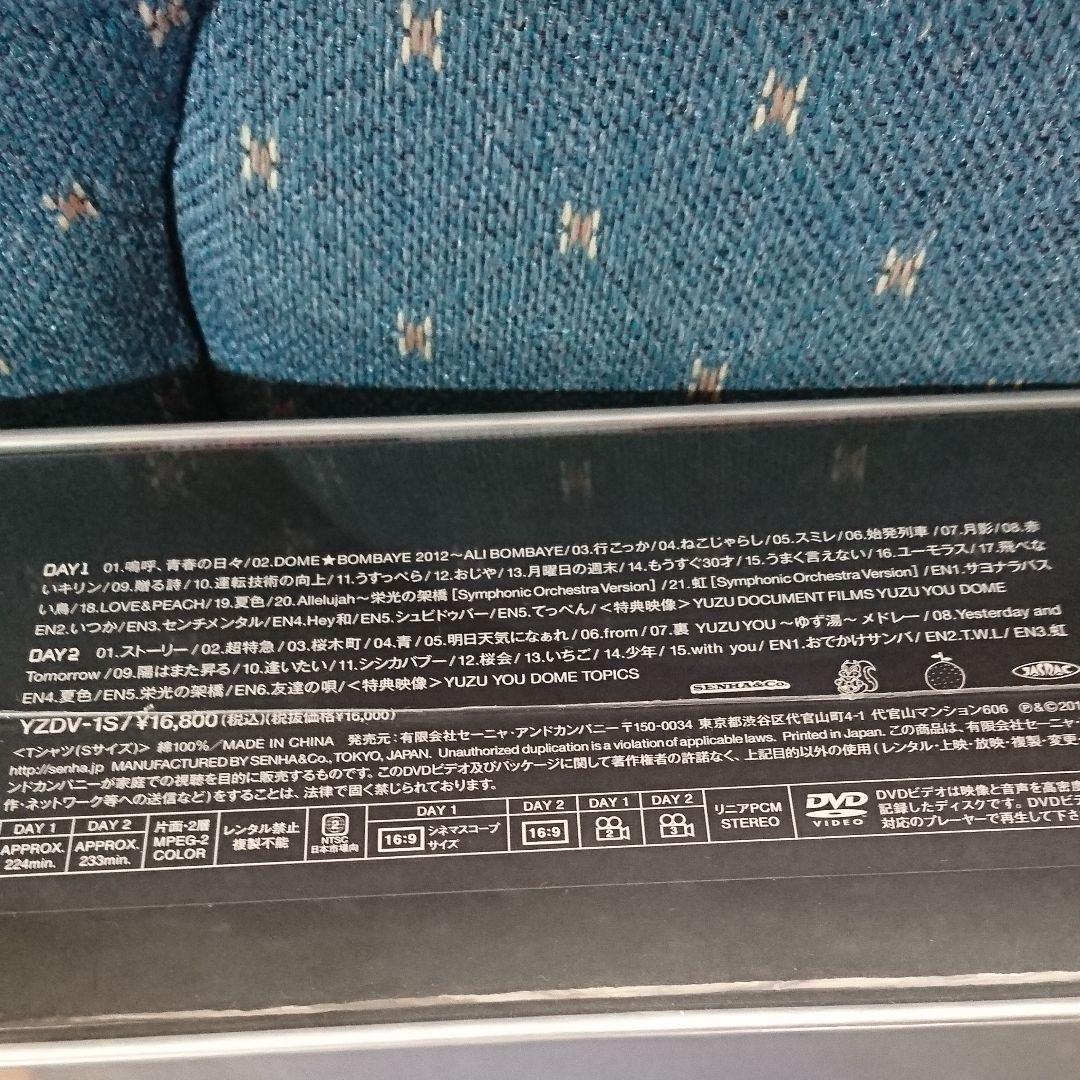 DAY1 01.嗚呼、青春の日々/02.DOME★BOMBAYE 2012～ALI BOMBAYE/03.行こっか/04.ねこじゃらし/05.スミレ/06.始発列車/07.月影/08.赤
いキリン/09.贈る詩/10.運転技術の向上/11.うすっぺら/12.おじや/13.月曜日の週末/14.もうすぐ30才/15.うまく言えない/16.ユーモラス/17.飛べな
い鳥/18.LOVE&PEACH/19.夏色/20.Allelujah～栄光の架橋 [Symphonic Orchestra Version]/21.虹 [Symphonic Orchestra Version]/EN1.サヨナラバス
EN2.いつか/EN3.センチメンタル/EN4.Hey和/EN5.シュビドゥバー/EN5.てっぺん/<特典映像>YUZU DOCUMENT FILMS YUZU YOU DOME
DAY2 01.ストーリー/02.超特急/03.桜木町/04.青/05.明日天気になぁれ/06.from/07.裏 YUZU YOU ～ゆず湯～ メドレー/08.Yesterday and
Tomorrow/09.陽はまた昇る/10.逢いたい/11.シシカバブー/12.桜会/13.いちご/14.少年/15.with you/EN1.おでかけサンバ/EN2.T.W.L/EN3.虹
EN4.夏色/EN5.栄光の架橋/EN6.友達の唄/<特典映像>YUZU YOU DOME TOPICS
SENHA&Co. JASRAC
YZDV-1S/¥16,800(税込)(税抜価格¥16,000)
<Tシャツ(Sサイズ)> 綿100%/MADE IN CHINA 発売元:有限会社セーニャ・アンドカンパニー 〒150-0034 東京都渋谷区代官山町4-1 代官山マンション606 ℗&©201
http://senha.jp MANUFACTURED BY SENHA&Co., TOKYO, JAPAN. Unauthorized duplication is a violation of applicable laws. Printed in Japan. この商品は、有限会社セーニャ・
ンドカンパニーが家庭での視聴を目的に販売するものです。このDVDビデオ及びパッケージに関して著作権者の許諾なく、上記目的以外の使用(レンタル・上映・放映・複製・変更・
作・ネットワーク等への送信など)をすることは、法律で固く禁じられております。
DAY 1 APPROX. 224min.
DAY 2 APPROX. 233min.
片面・2層 MPEG-2 COLOR
レンタル禁止 複製不能
2 NTSC 日本市場向
DAY 1 16:9 シネマスコープ サイズ
DAY 2 16:9
DAY 1 2
DAY 2 3
リニアPCM STEREO
DVD VIDEO
DVDビデオは映像と音声を高密度
記録したディスクです。DVDビデ
対応のプレーヤーで再生して下さ